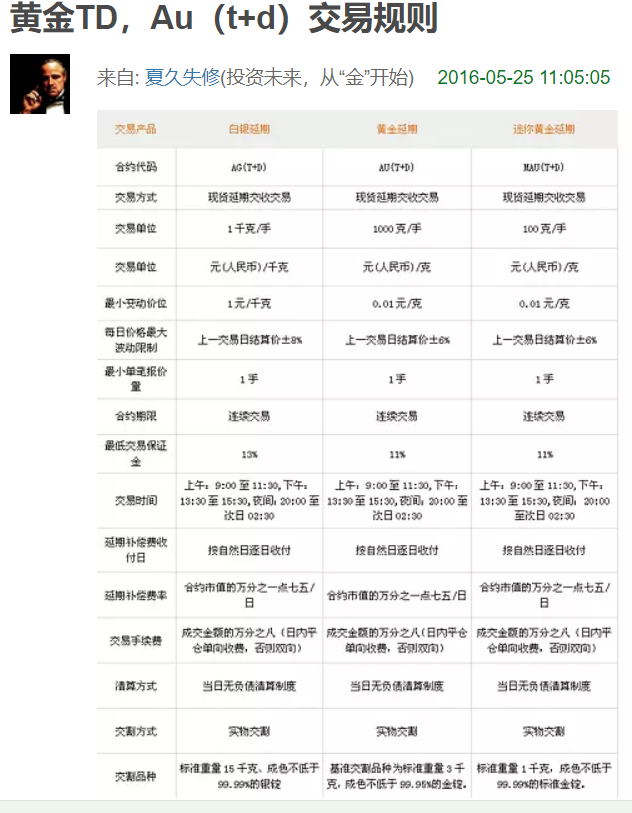 黄金TD，Au（t+d）交易规则
来自: 夏久失修(投资未来，从“金”开始) 2016-05-25 11:05:05
交易产品 白银延期 黄金延期 迷你黄金延期
合约代码 AG(T+D) AU(T+D) MAU(T+D)
交易方式 现货延期交收交易 现货延期交收交易 现货延期交收交易
交易单位 1千克/手 1000克/手 100克/手
交易单位 元(人民币)/千克 元(人民币)/克 元(人民币)/克
最小变动价位 1元/千克 0.01元/克 0.01元/克
每日价格最大
波动限制 上一交易日结算价±8% 上一交易日结算价±6% 上一交易日结算价±6%
最小单笔报价
量 1手 1手 1手
合约期限 连续交易 连续交易 连续交易
最低交易保证
金 13% 11% 11%
交易时间 上午：9:00至11:30,下午： 上午：9:00至11:30,下午： 上午：9:00至11:30,下午：
13:30至15:30,夜间：20:00至 13:30至15:30,夜间：20:00至 13:30至15:30,夜间：20:00
次日02:30 次日02:30 至次日02:30
延期补偿费收
付日 按自然日逐日收付 按自然日逐日收付 按自然日逐日收付
延期补偿费率 合约市值的万分之一点七五/ 合约市值的万分之一点七五/日 合约市值的万分之一点七五/
日 日
交易手续费 成交金额的万分之八（日内平 成交金额的万分之八(日内平仓 成交金额的万分之八（日内平
仓单向收费，否则双向） 单向收费，否则双向） 仓单向收费，否则双向）
清算方式 当日无负债清算制度 当日无负债清算制度 当日无负债清算制度
交割方式 实物交割 实物交割 实物交割
交割品种 标准重量15千克、成色不低于 基准交割品种为标准重量3千 标准重量1千克，成色不低于
99.99%的银锭 克，成色不低于99.95%的金锭。 99.99%的标准金锭。